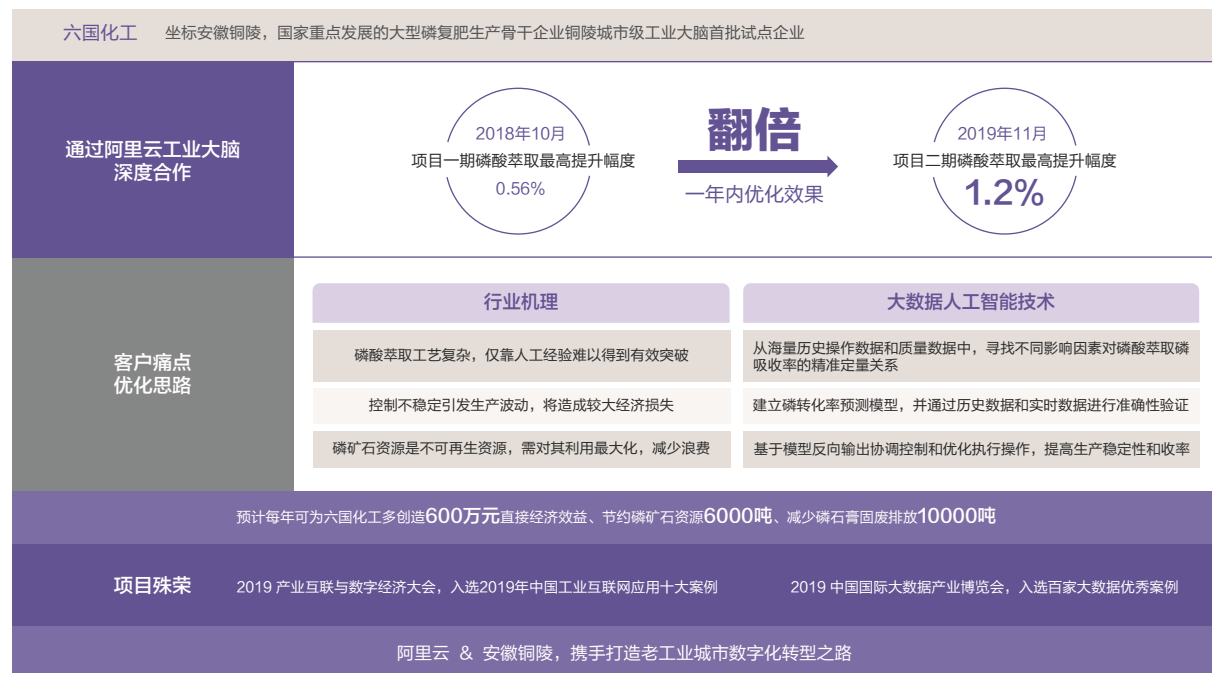 六国化工 坐标安徽铜陵，国家重点发展的大型磷复肥生产骨干企业铜陵城市级工业大脑首批试点企业
通过阿里云工业大脑
深度合作
2018年10月
项目一期磷酸萃取最高提升幅度
0.56%
翻倍
一年内优化效果
2019年11月
项目二期磷酸萃取最高提升幅度
1.2%
客户痛点
优化思路
行业机理
磷酸萃取工艺复杂，仅靠人工经验难以得到有效突破
控制不稳定引发生产波动，将造成较大经济损失
磷矿石资源是不可再生资源，需对其利用最大化，减少浪费
大数据人工智能技术
从海量历史操作数据和质量数据中，寻找不同影响因素对磷酸萃取磷
吸收率的精准定量关系
建立磷转化率预测模型，并通过历史数据和实时数据进行准确性验证
基于模型反向输出协调控制和优化执行操作，提高生产稳定性和收率
预计每年可为六国化工多创造600万元直接经济效益、节约磷矿石资源6000吨、减少磷石膏固废排放10000吨
项目殊荣
2019 产业互联与数字经济大会，入选2019年中国工业互联网应用十大案例
2019 中国国际大数据产业博览会，入选百家大数据优秀案例
阿里云 & 安徽铜陵，携手打造老工业城市数字化转型之路